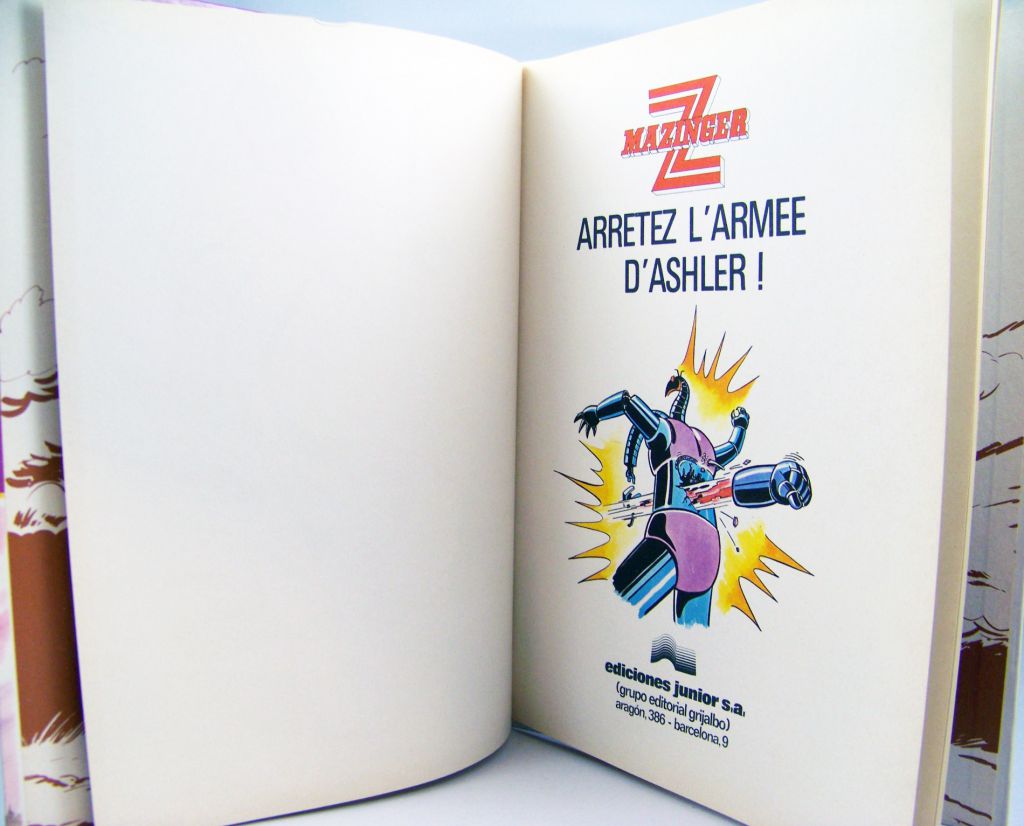 MAZINGER
Z
ARRETEZ L'ARMEE
D'ASHLER !
ediciones junior s.a.
(grupo editorial grijalbo)
aragón, 386 - barcelona, 9